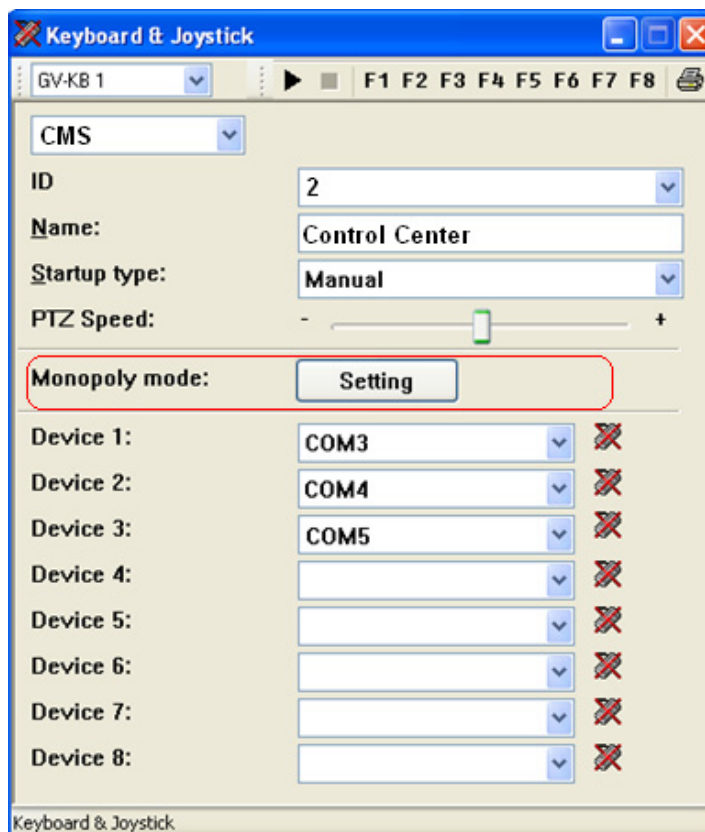 Keyboard & Joystick
GV-KB 1 F1 F2 F3 F4 F5 F6 F7 F8
CMS
ID 2
Name: Control Center
Startup type: Manual
PTZ Speed: - +
Monopoly mode: Setting
Device 1: COM3
Device 2: COM4
Device 3: COM5
Device 4:
Device 5:
Device 6:
Device 7:
Device 8:
Keyboard & Joystick